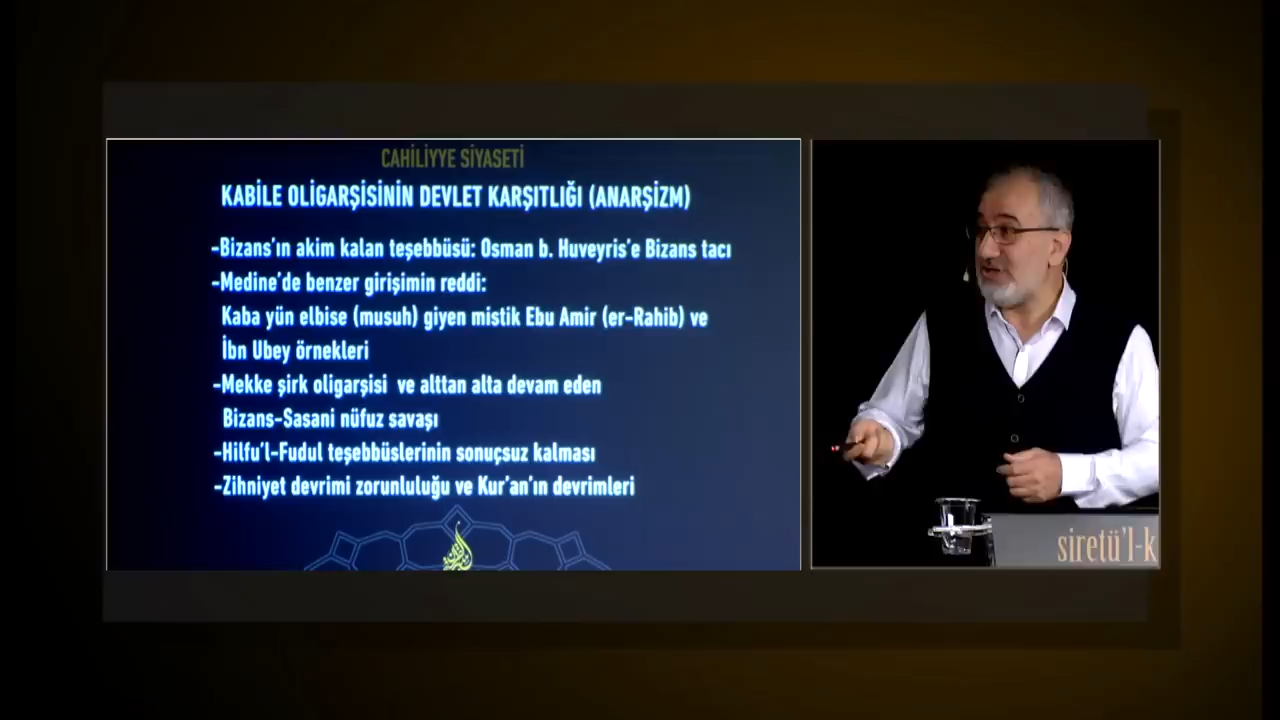 CAHİLİYYE SİYASETİ
KABİLE OLİGARŞİSİNİN DEVLET KARŞITLIĞI (ANARŞİZM)
-Bizans'ın akim kalan teşebbüsü: Osman b. Huveyris'e Bizans tacı
-Medine'de benzer girişimin reddi:
Kaba yün elbise (musuh) giyen mistik Ebu Amir (er-Rahib) ve
İbn Ubey örnekleri
-Mekke şirk oligarşisi ve alttan alta devam eden
Bizans-Sasani nüfuz savaşı
-Hilfu'l-Fudul teşebbüslerinin sonuçsuz kalması
-Zihniyet devrimi zorunluluğu ve Kur'an'ın devrimleri
siretü'l-k